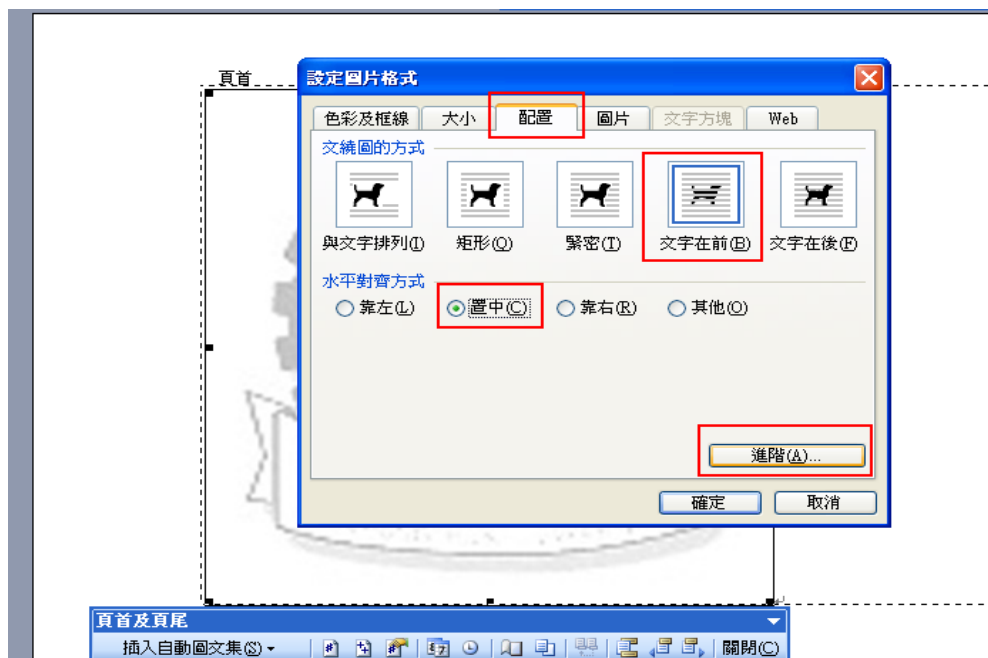 頁首
設定圖片格式
色彩及框線 大小 配置 圖片 文字方塊 Web
文繞圖的方式
與文字排列(I) 矩形(Q) 緊密(T) 文字在前(B) 文字在後(F)
水平對齊方式
靠左(L) 置中(C) 靠右(R) 其他(O)
進階(A)...
確定 取消
頁首及頁尾
插入自動圖文集(S) 關閉(C)